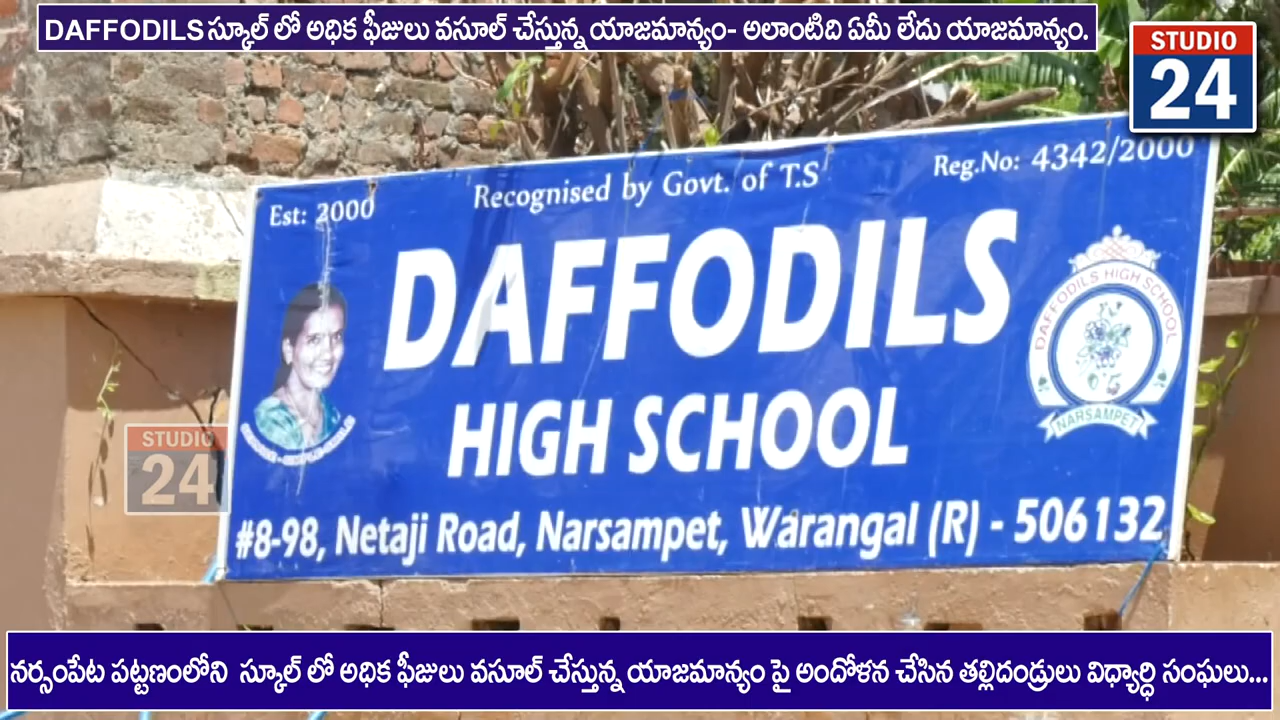 DAFFODILS స్కూల్ లో అధిక ఫీజులు వసూల్ చేస్తున్న యాజమాన్యం- అలాంటిది ఏమీ లేదు యాజమాన్యం.
STUDIO
24
Est: 2000
Recognised by Govt. of T.S
Reg.No: 4342/2000
DAFFODILS
HIGH SCHOOL
DAFFODILS HIGH SCHOOL
NARSAMPET
STUDIO
24
#8-98, Netaji Road, Narsampet, Warangal (R) - 506132
నర్సంపేట పట్టణంలోని స్కూల్ లో అధిక ఫీజులు వసూల్ చేస్తున్న యాజమాన్యం పై అందోళన చేసిన తల్లిదండ్రులు విధ్యార్ధి సంఘలు...